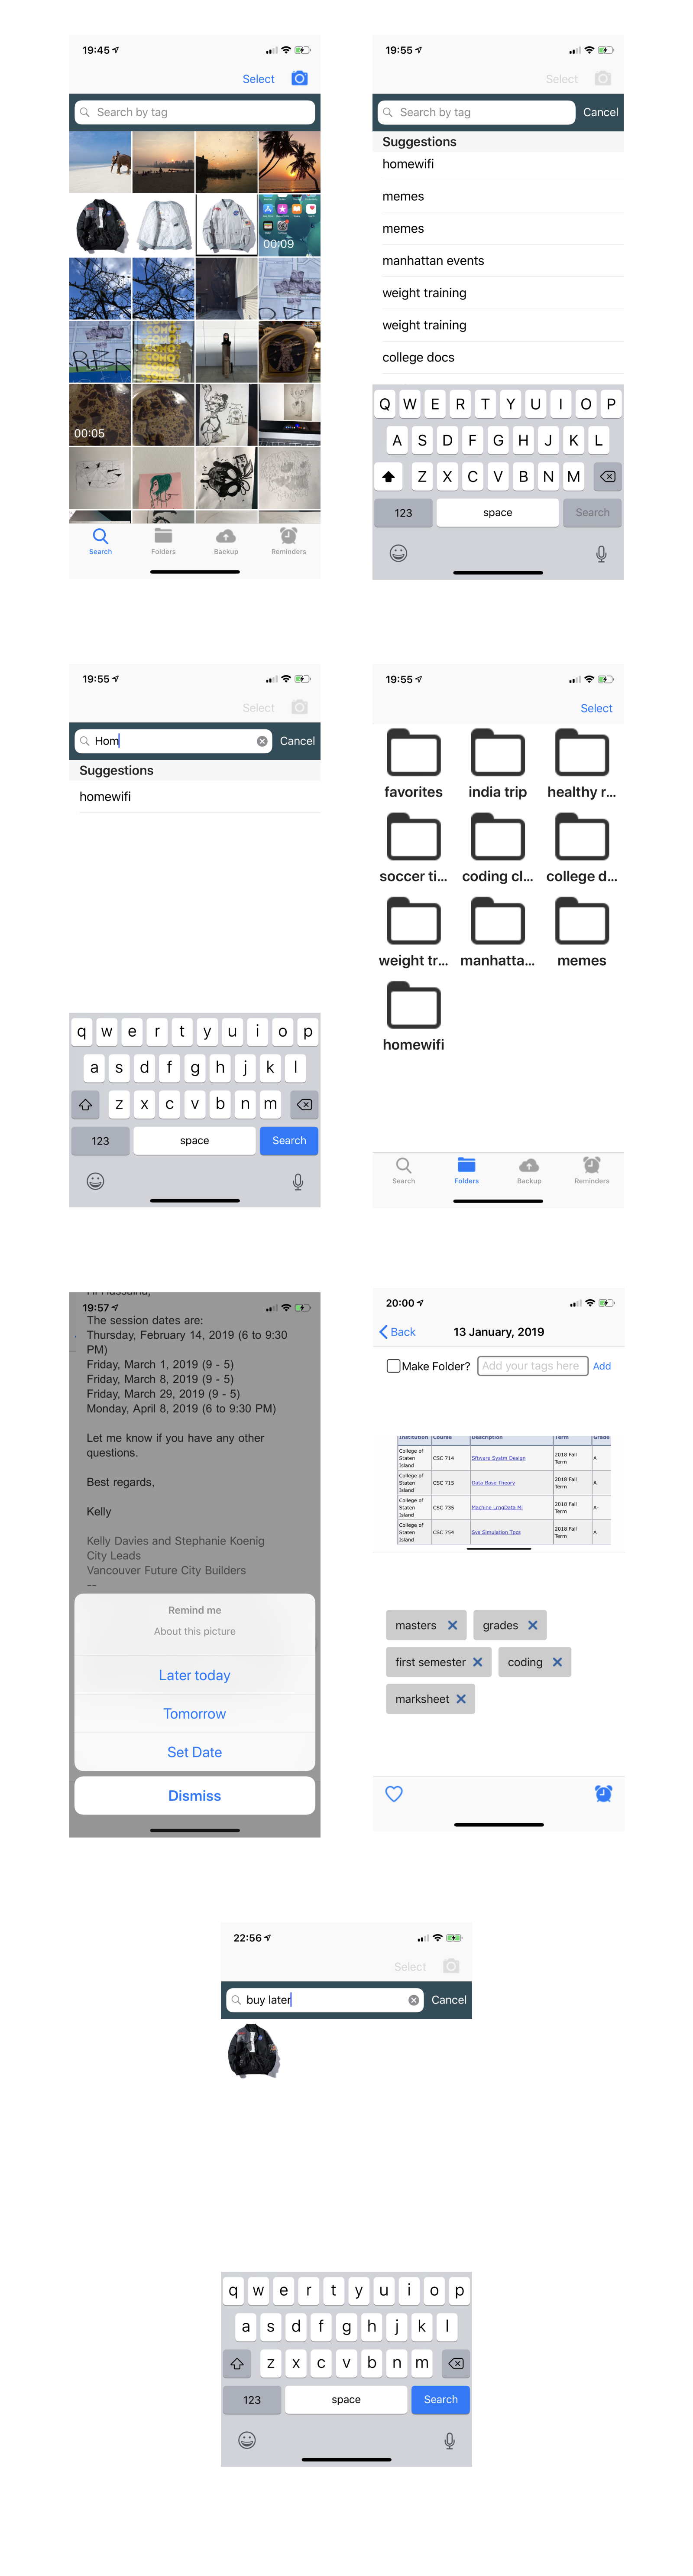 19:45
Select
Search by tag
00:09
COHO
COHO
COHO
COHO
00:05
Search Folders Backup Reminders
19:55
Select
Search by tag Cancel
Suggestions
homewifi
memes
memes
manhattan events
weight training
weight training
college docs
Q W E R T Y U I O P
A S D F G H J K L
Z X C V B N M
123 space Search
19:55
Select
Hom Cancel
Suggestions
homewifi
q w e r t y u i o p
a s d f g h j k l
z x c v b n m
123 space Search
19:55
Select
favorites india trip healthy r...
soccer ti... coding cl... college d...
weight tr... manhatta... memes
homewifi
Search Folders Backup Reminders
19:57
The session dates are:
Thursday, February 14, 2019 (6 to 9:30
PM)
Friday, March 1, 2019 (9 - 5)
Friday, March 8, 2019 (9 - 5)
Friday, March 29, 2019 (9 - 5)
Monday, April 8, 2019 (6 to 9:30 PM)
Let me know if you have any other
questions.
Best regards,
Kelly
Kelly Davies and Stephanie Koenig
City Leads
Vancouver Future City Builders
--
Remind me
About this picture
Later today
Tomorrow
Set Date
Dismiss
20:00
Back 13 January, 2019
Make Folder? Add your tags here Add
Institution Course Description Term Grade
College of
Staten
Island
CSC 714 Sftware Systm Design 2018 Fall
Term
A
College of
Staten
Island
CSC 715 Data Base Theory 2018 Fall
Term
A
College of
Staten
Island
CSC 735 Machine LrngData Mi 2018 Fall
Term
A-
College of
Staten
Island
CSC 754 Sys Simulation Tpcs 2018 Fall
Term
A
masters grades
first semester coding
marksheet
22:56
Select
buy later Cancel
q w e r t y u i o p
a s d f g h j k l
z x c v b n m
123 space Search